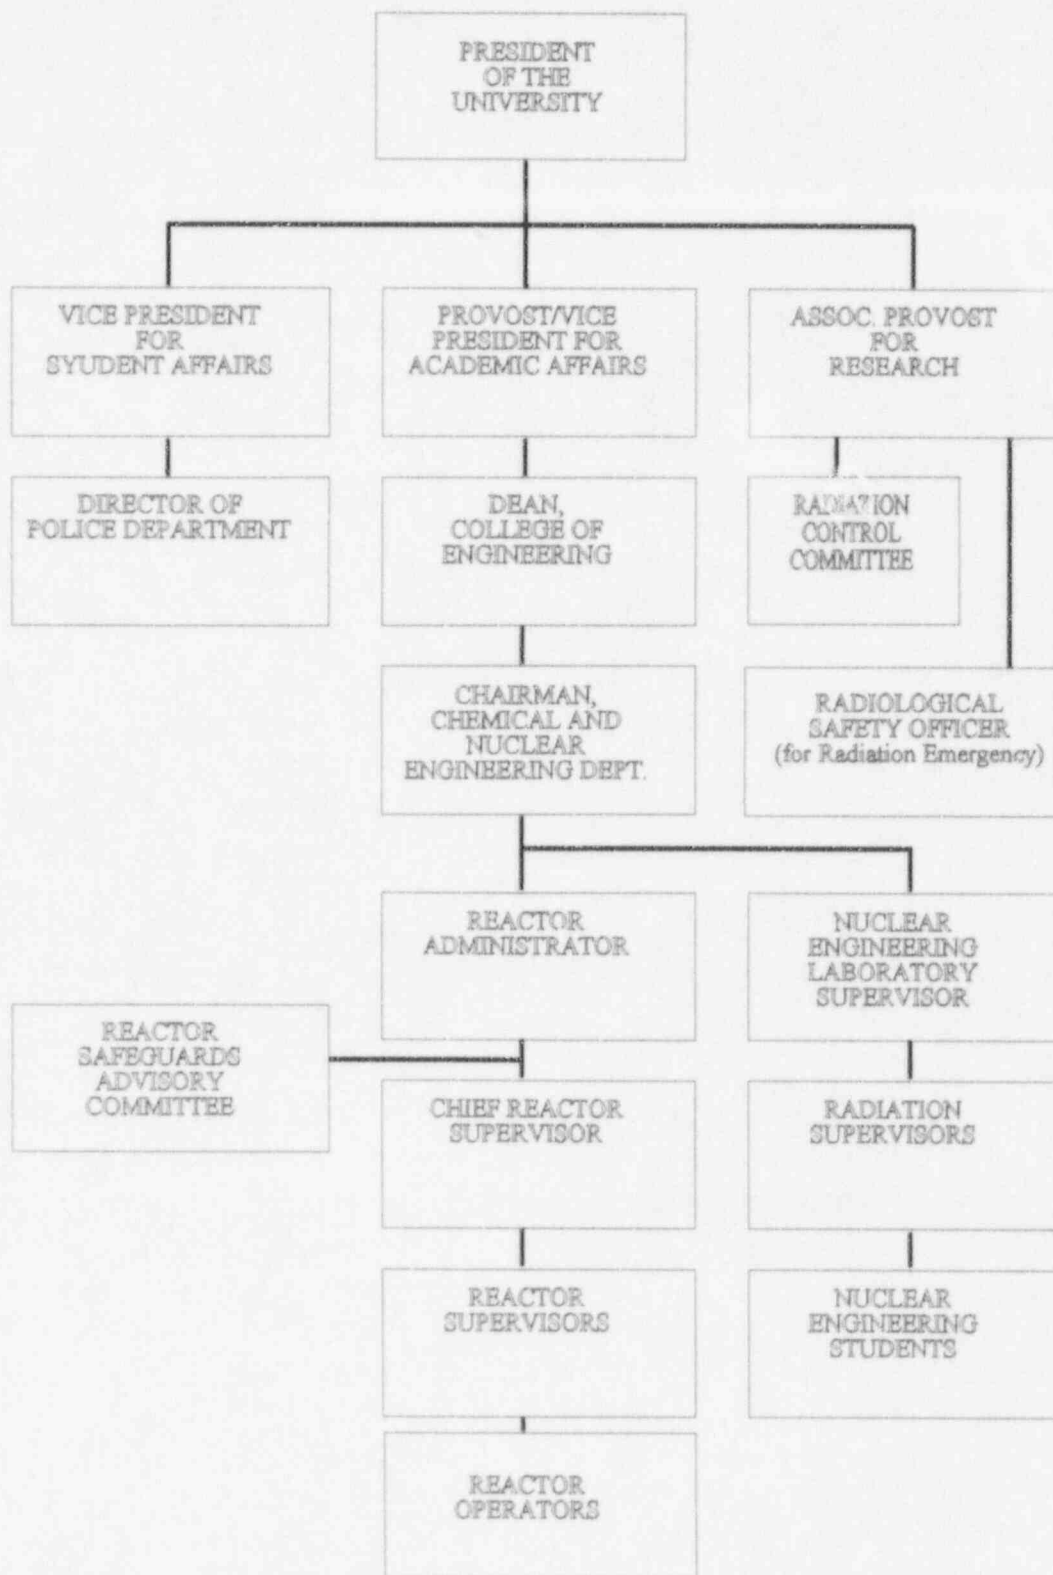 PRESIDENT
OF THE
UNIVERSITY
VICE PRESIDENT
FOR
SYUDENT AFFAIRS
PROVOST/VICE
PRESIDENT FOR
ACADEMIC AFFAIRS
ASSOC. PROVOST
FOR
RESEARCH
DIRECTOR OF
POLICE DEPARTMENT
DEAN,
COLLEGE OF
ENGINEERING
RADIATION
CONTROL
COMMITTEE
CHAIRMAN,
CHEMICAL AND
NUCLEAR
ENGINEERING DEPT.
RADIOLOGICAL
SAFETY OFFICER
(for Radiation Emergency)
REACTOR
ADMINISTRATOR
NUCLEAR
ENGINEERING
LABORATORY
SUPERVISOR
REACTOR
SAFEGUARDS
ADVISORY
COMMITTEE
CHIEF REACTOR
SUPERVISOR
RADIATION
SUPERVISORS
REACTOR
SUPERVISORS
NUCLEAR
ENGINEERING
STUDENTS
REACTOR
OPERATORS